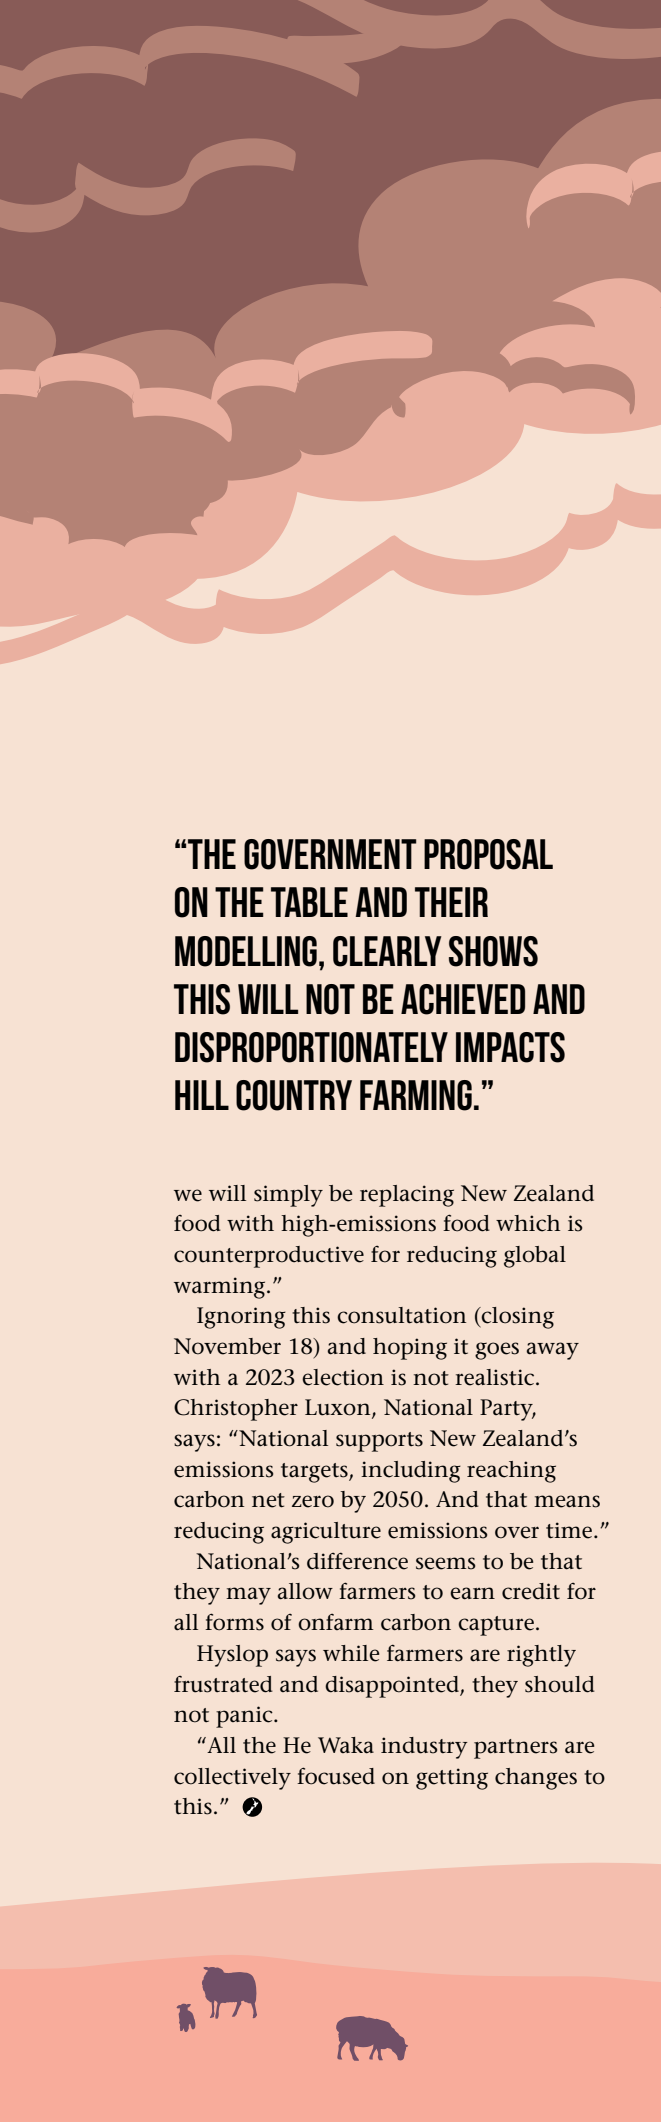 “THE GOVERNMENT PROPOSAL
ON THE TABLE AND THEIR
MODELLING, CLEARLY SHOWS
THIS WILL NOT BE ACHIEVED AND
DISPROPORTIONATELY IMPACTS
HILL COUNTRY FARMING.”
we will simply be replacing New Zealand
food with high-emissions food which is
counterproductive for reducing global
warming.”
Ignoring this consultation (closing
November 18) and hoping it goes away
with a 2023 election is not realistic.
Christopher Luxon, National Party,
says: “National supports New Zealand’s
emissions targets, including reaching
carbon net zero by 2050. And that means
reducing agriculture emissions over time.”
National’s difference seems to be that
they may allow farmers to earn credit for
all forms of onfarm carbon capture.
Hyslop says while farmers are rightly
frustrated and disappointed, they should
not panic.
“All the He Waka industry partners are
collectively focused on getting changes to
this.”